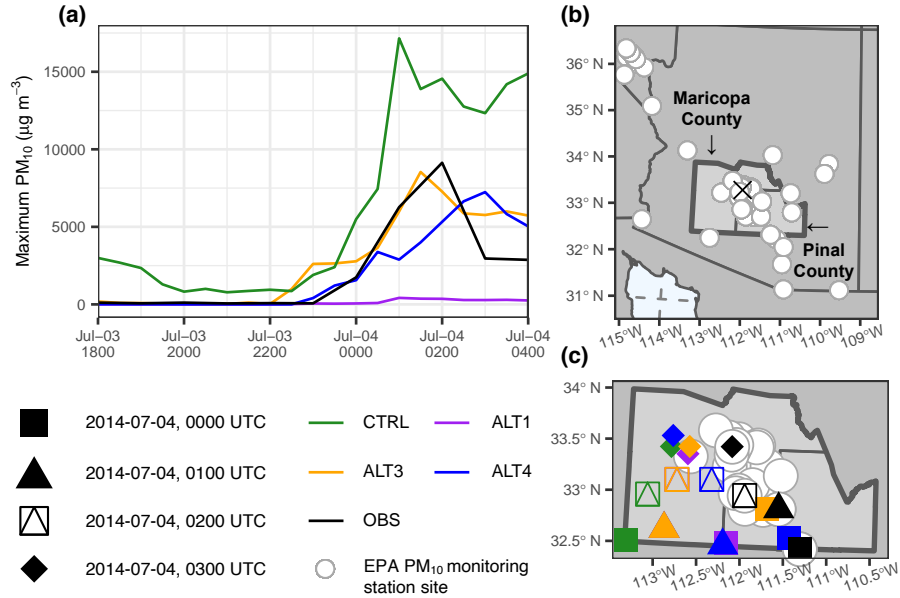 (a)
Maximum PM10 (µg m−3)
15000
10000
5000
0
Jul−03 1800
Jul−03 2000
Jul−03 2200
Jul−04 0000
Jul−04 0200
Jul−04 0400
(b)
36° N
35° N
34° N
33° N
32° N
31° N
115°W
114°W
113°W
112°W
111°W
110°W
109°W
Maricopa
County
↓
←
Pinal
County
(c)
34° N
33.5° N
33° N
32.5° N
113°W
112.5°W
112°W
111.5°W
111°W
110.5°W
2014-07-04, 0000 UTC
2014-07-04, 0100 UTC
2014-07-04, 0200 UTC
2014-07-04, 0300 UTC
CTRL
ALT1
ALT3
ALT4
OBS
EPA PM10 monitoring
station site